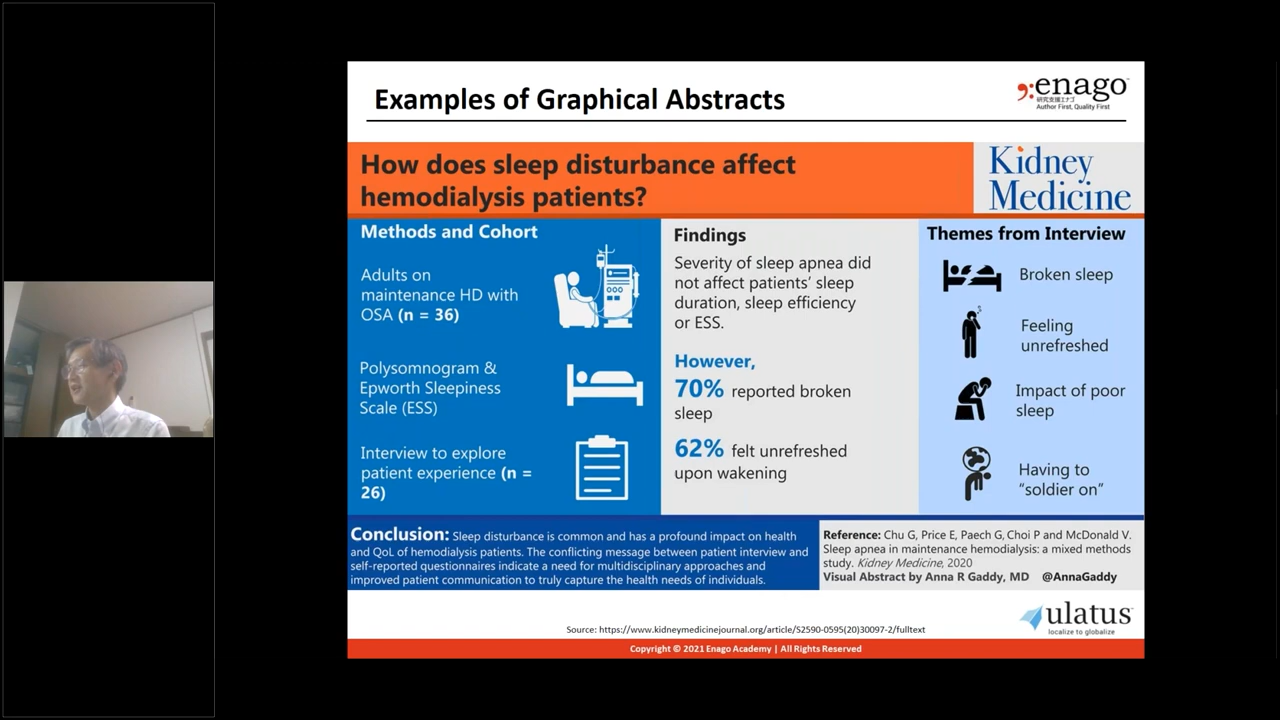 Examples of Graphical Abstracts
enago
研究支援エナゴ
Author First, Quality First
How does sleep disturbance affect
hemodialysis patients?
Kidney
Medicine
Methods and Cohort
Adults on
maintenance HD with
OSA (n = 36)
Polysomnogram &
Epworth Sleepiness
Scale (ESS)
Interview to explore
patient experience (n =
26)
Findings
Severity of sleep apnea did
not affect patients' sleep
duration, sleep efficiency
or ESS.
However,
70% reported broken
sleep
62% felt unrefreshed
upon wakening
Themes from Interview
Broken sleep
Feeling
unrefreshed
Impact of poor
sleep
Having to
"soldier on"
Conclusion: Sleep disturbance is common and has a profound impact on health
and QoL of hemodialysis patients. The conflicting message between patient interview and
self-reported questionnaires indicate a need for multidisciplinary approaches and
improved patient communication to truly capture the health needs of individuals.
Reference: Chu G, Price E, Paech G, Choi P and McDonald V.
Sleep apnea in maintenance hemodialysis: a mixed methods
study. Kidney Medicine, 2020
Visual Abstract by Anna R Gaddy, MD @AnnaGaddy
ulatus
localize to globalize
Source: https://www.kidneymedicinejournal.org/article/S2590-0595(20)30097-2/fulltext
Copyright © 2021 Enago Academy | All Rights Reserved